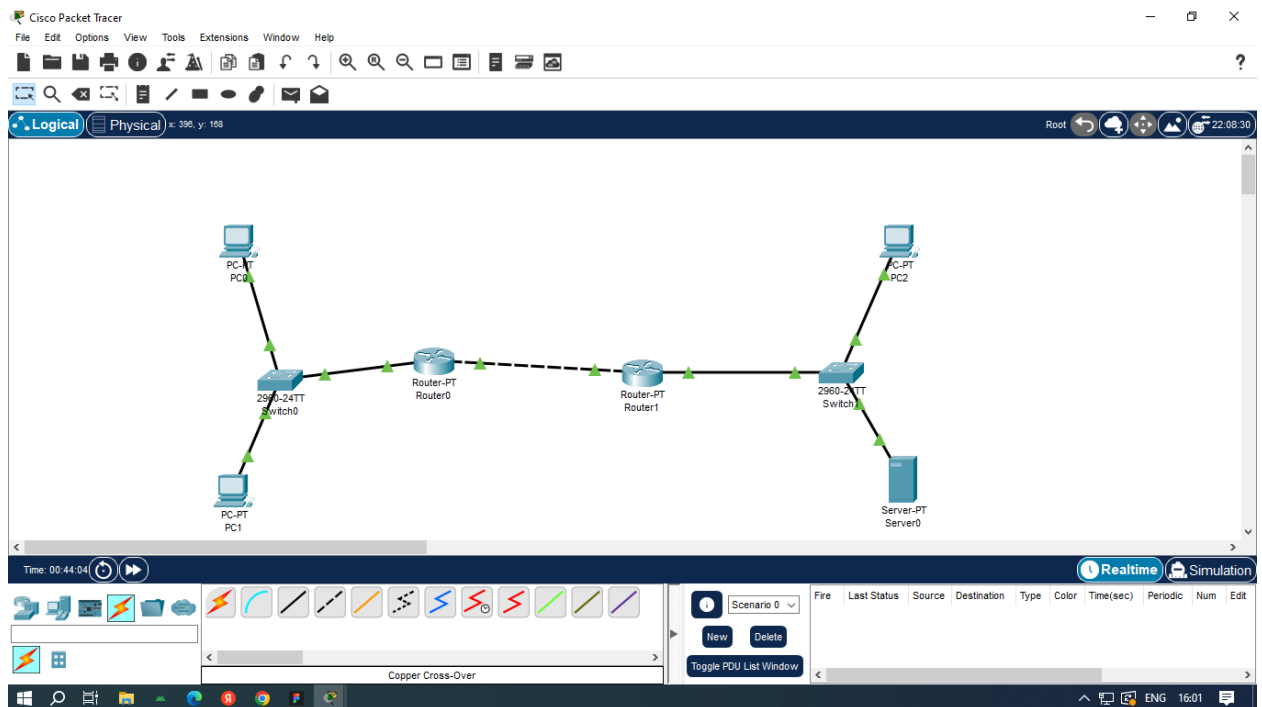 Cisco Packet Tracer
File Edit Options View Tools Extensions Window Help
?
Logical Physical x: 396, y: 168 Root 22:08:30
PC-PT
PC0
PC-PT
PC2
2960-24TT
Switch0
Router-PT
Router0
Router-PT
Router1
2960-24TT
Switch1
PC-PT
PC1
Server-PT
Server0
Time: 00:44:04 Realtime Simulation
Scenario 0
Fire Last Status Source Destination Type Color Time(sec) Periodic Num Edit
New Delete
Toggle PDU List Window
Copper Cross-Over
ENG 16:01